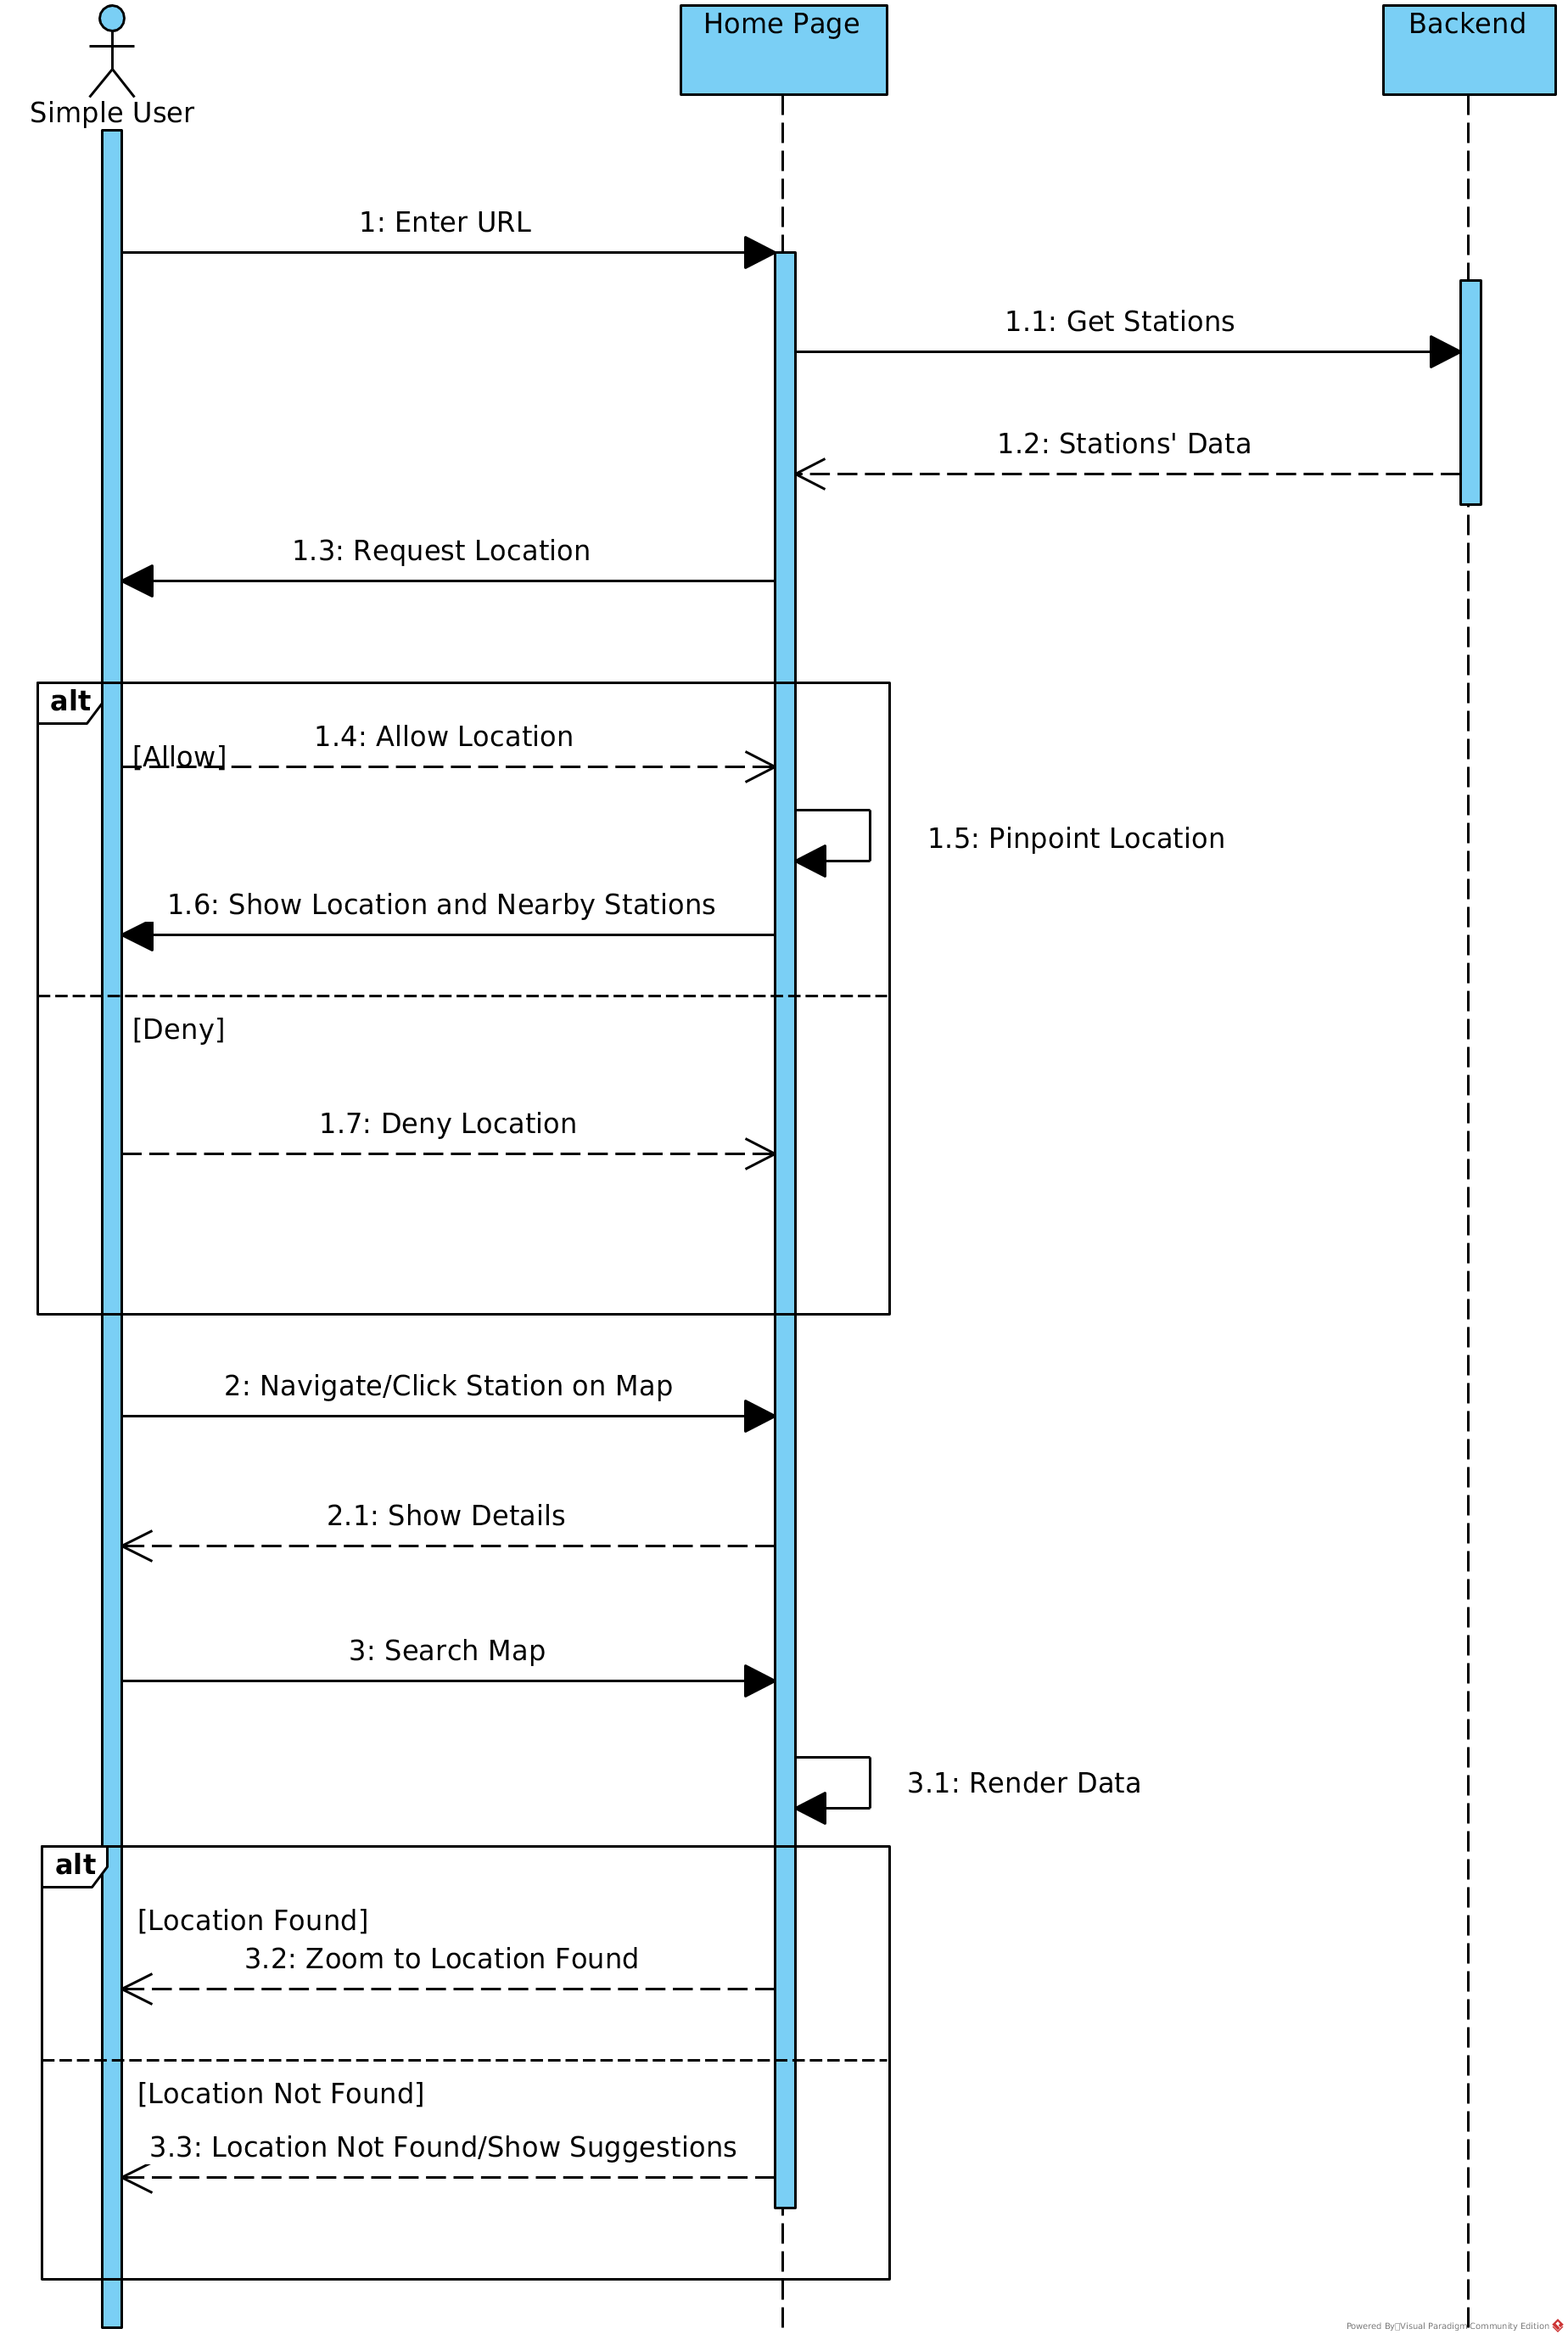 Simple User
Home Page
Backend
1: Enter URL
1.1: Get Stations
1.2: Stations' Data
1.3: Request Location
alt
1.4: Allow Location
[Allow]
1.5: Pinpoint Location
1.6: Show Location and Nearby Stations
[Deny]
1.7: Deny Location
2: Navigate/Click Station on Map
2.1: Show Details
3: Search Map
3.1: Render Data
alt
[Location Found]
3.2: Zoom to Location Found
[Location Not Found]
3.3: Location Not Found/Show Suggestions
Powered By Visual Paradigm Community Edition